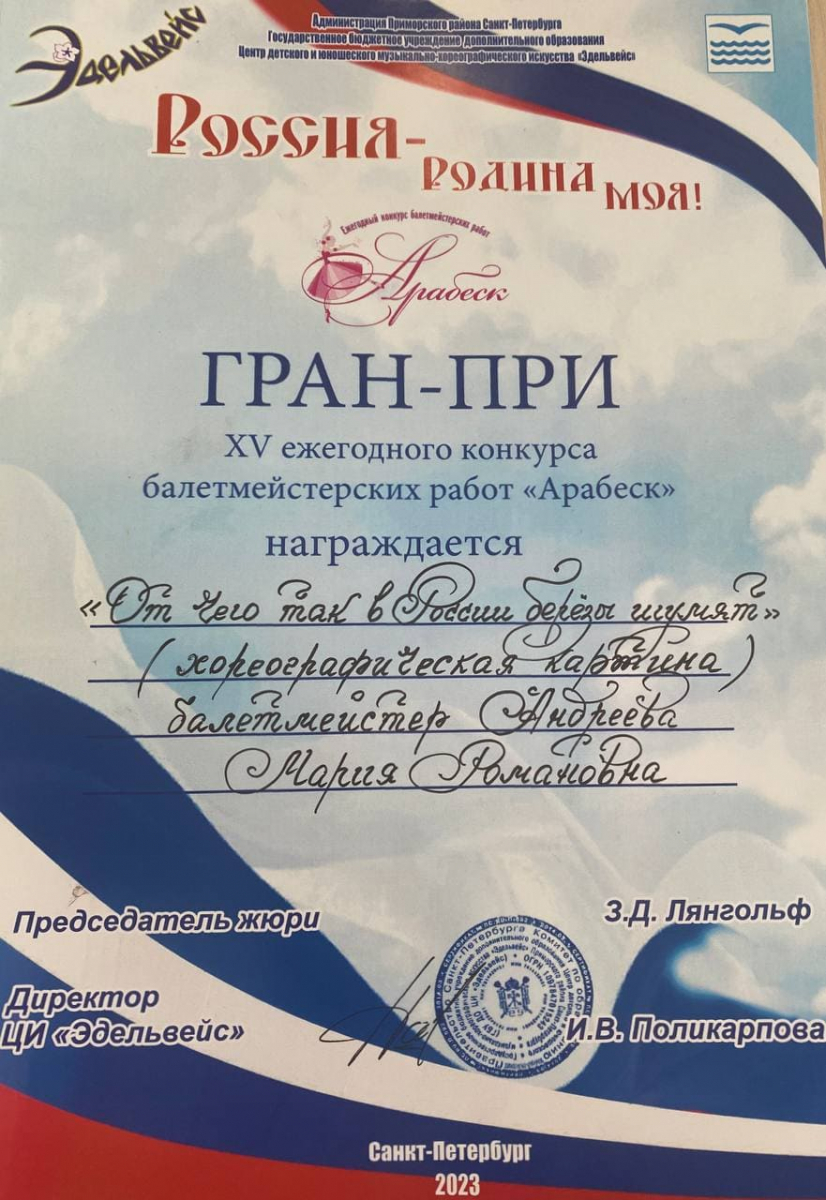 Эдельвейс
Администрация Приморского района Санкт-Петербурга
Государственное бюджетное учреждение дополнительного образования
Центр детского и юношеского музыкально-хореографического искусства «Эдельвейс»
Россия-
Родина
моя!
Ежегодный конкурс балетмейстерских работ
Арабеск
ГРАН-ПРИ
XV ежегодного конкурса
балетмейстерских работ «Арабеск»
награждается
«От чего так в России берёзы шумят»
(хореографическая картина)
балетмейстер Андреева
Мария Романовна
Председатель жюри
З.Д. Лянгольф
Директор
ЦИ «Эдельвейс»
И.В. Поликарпова
Санкт-Петербург
2023